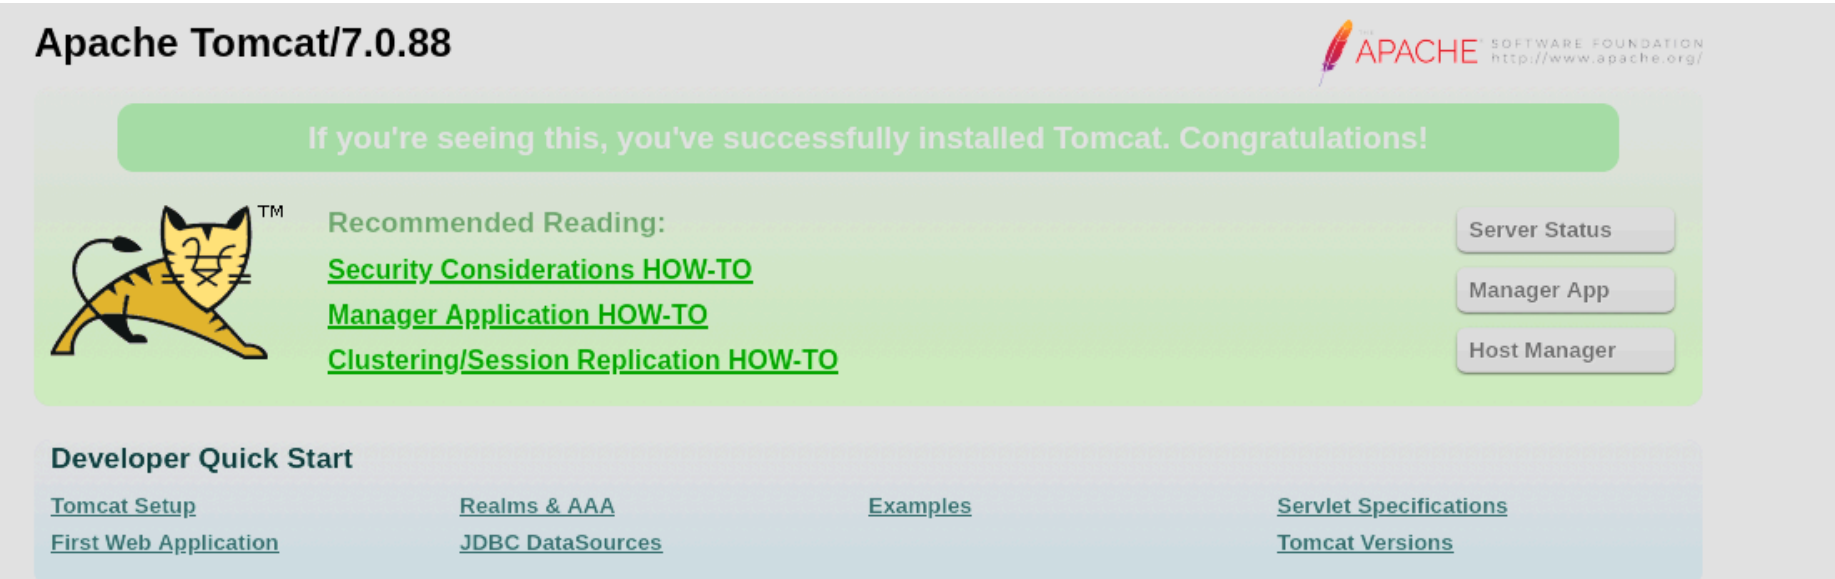 Apache Tomcat/7.0.88
APACHE SOFTWARE FOUNDATION
http://www.apache.org/
If you're seeing this, you've successfully installed Tomcat. Congratulations!
TM
Recommended Reading:
Security Considerations HOW-TO
Manager Application HOW-TO
Clustering/Session Replication HOW-TO
Server Status
Manager App
Host Manager
Developer Quick Start
Tomcat Setup
First Web Application
Realms & AAA
JDBC DataSources
Examples
Servlet Specifications
Tomcat Versions